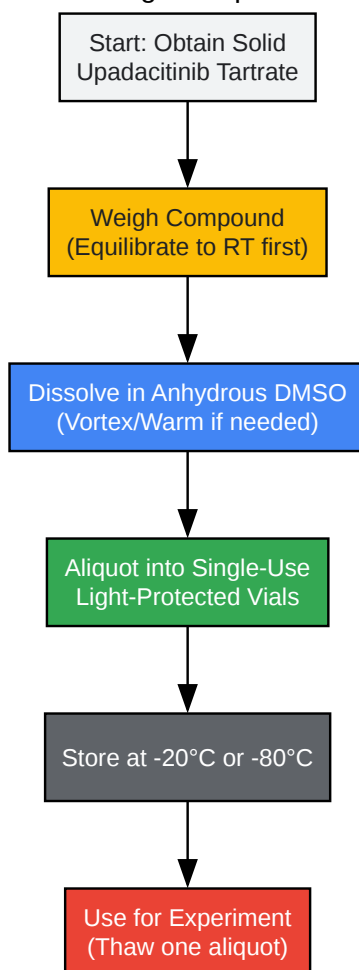 Start: Obtain Solid
Upadacitinib Tartrate
Weigh Compound
(Equilibrate to RT first)
Dissolve in Anhydrous DMSO
(Vortex/Warm if needed)
Aliquot into Single-Use
Light-Protected Vials
Store at -20°C or -80°C
Use for Experiment
(Thaw one aliquot)